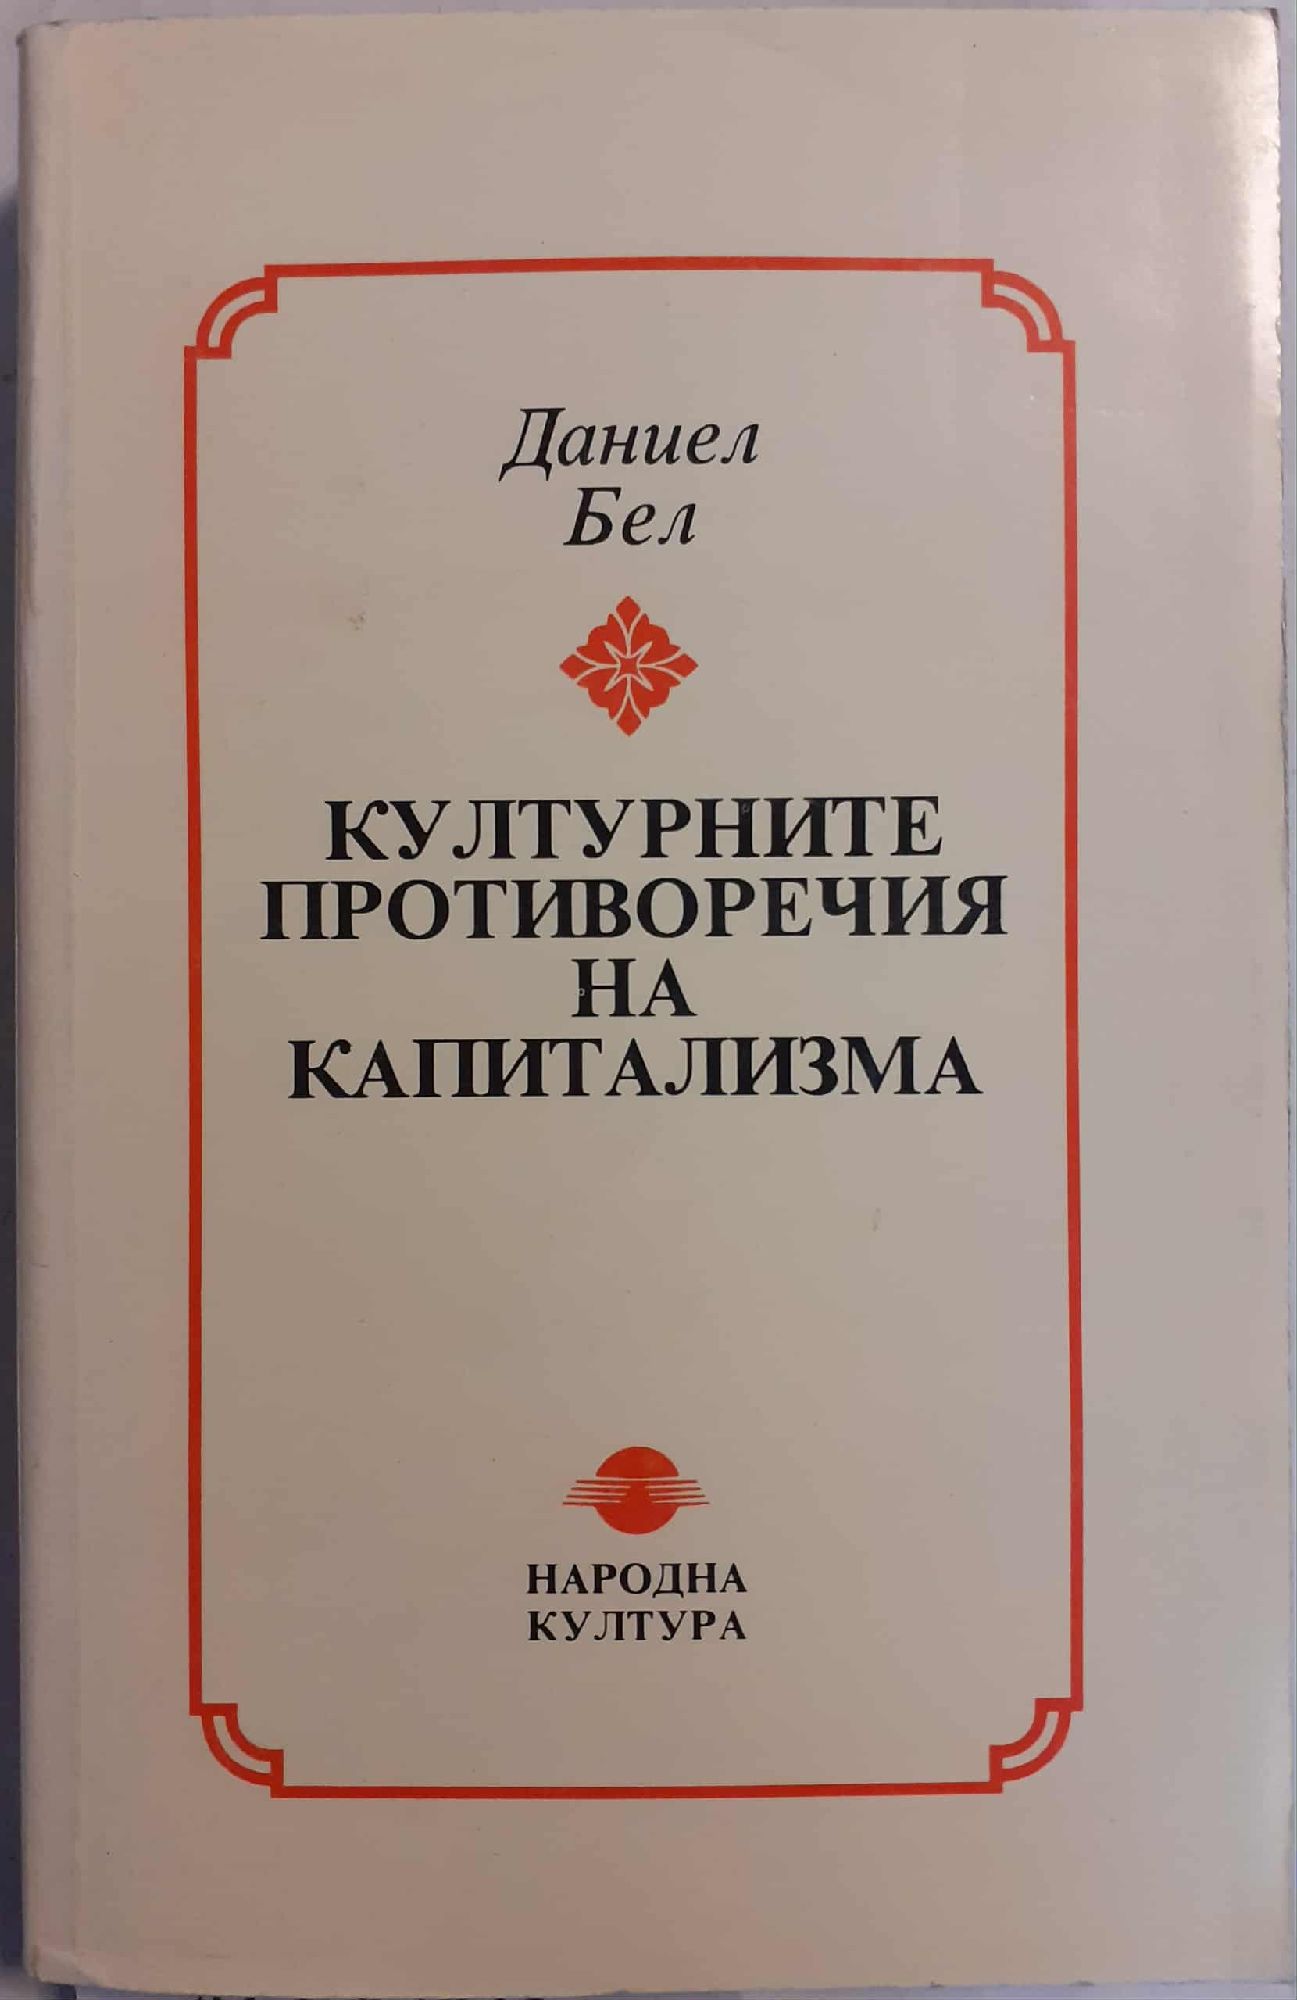 Даниел
Бел
КУЛТУРНИТЕ
ПРОТИВОРЕЧИЯ
НА
КАПИТАЛИЗМА
НАРОДНА
КУЛТУРА